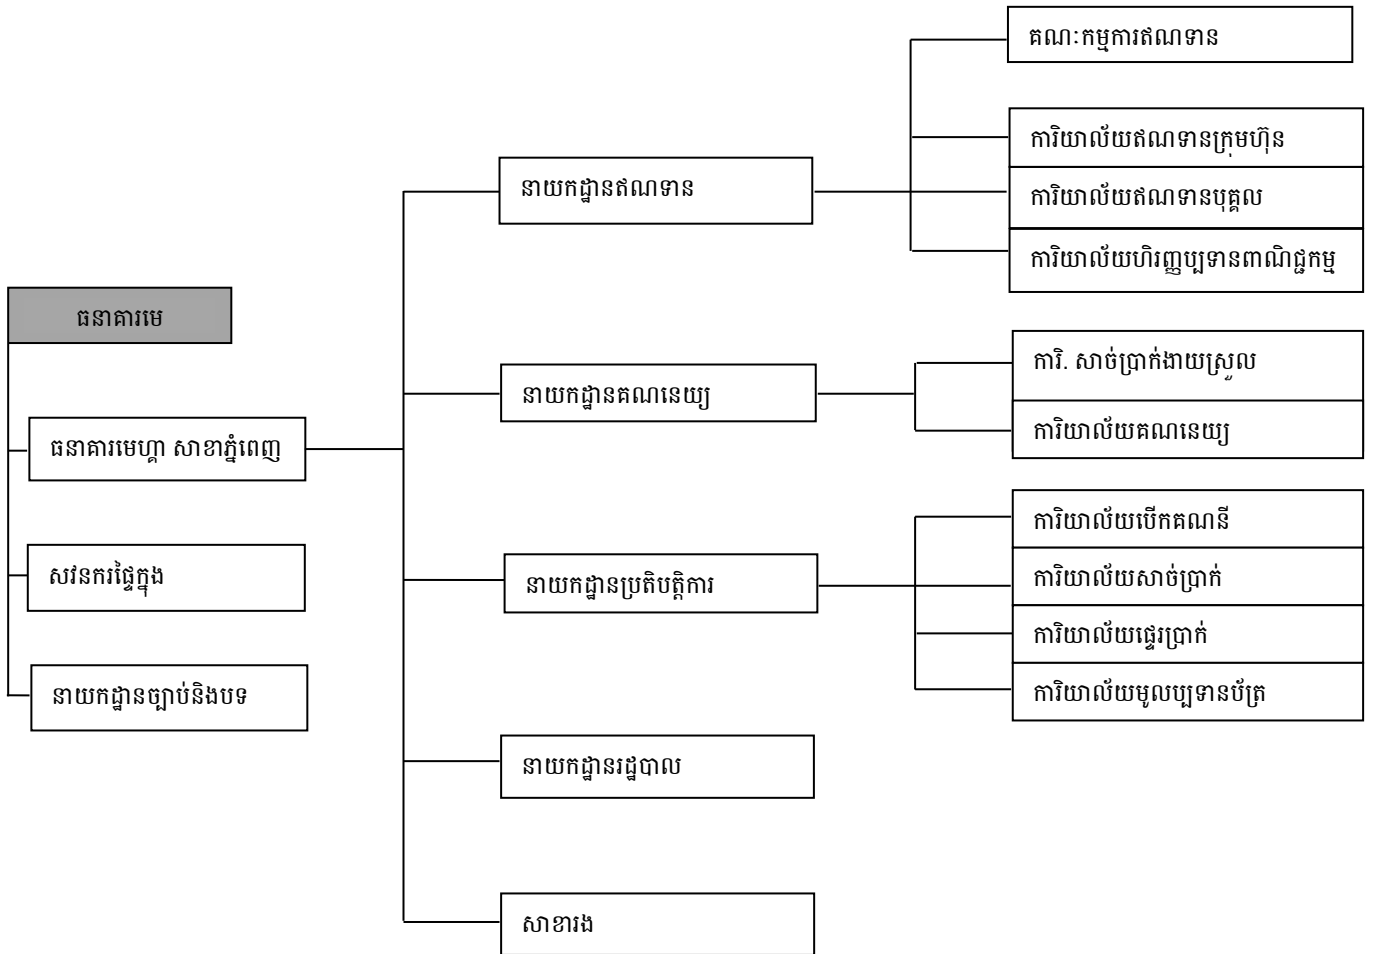 គណៈកម្មការឥណទាន
ការិយាល័យឥណទានក្រុមហ៊ុន
នាយកដ្ឋានឥណទាន
ការិយាល័យឥណទានបុគ្គល
ការិយាល័យហិរញ្ញប្បទានពាណិជ្ជកម្ម
ធនាគារមេ
ការិ. សាច់ប្រាក់ងាយស្រួល
នាយកដ្ឋានគណនេយ្យ
ការិយាល័យគណនេយ្យ
ធនាគារមេហ្គា សាខាភ្នំពេញ
ការិយាល័យបើកគណនី
សវនករផ្ទៃក្នុង
នាយកដ្ឋានប្រតិបត្តិការ
ការិយាល័យសាច់ប្រាក់
ការិយាល័យផ្ទេរប្រាក់
នាយកដ្ឋានច្បាប់និងបទ
ការិយាល័យមូលប្បទានប័ត្រ
នាយកដ្ឋានរដ្ឋបាល
សាខារង